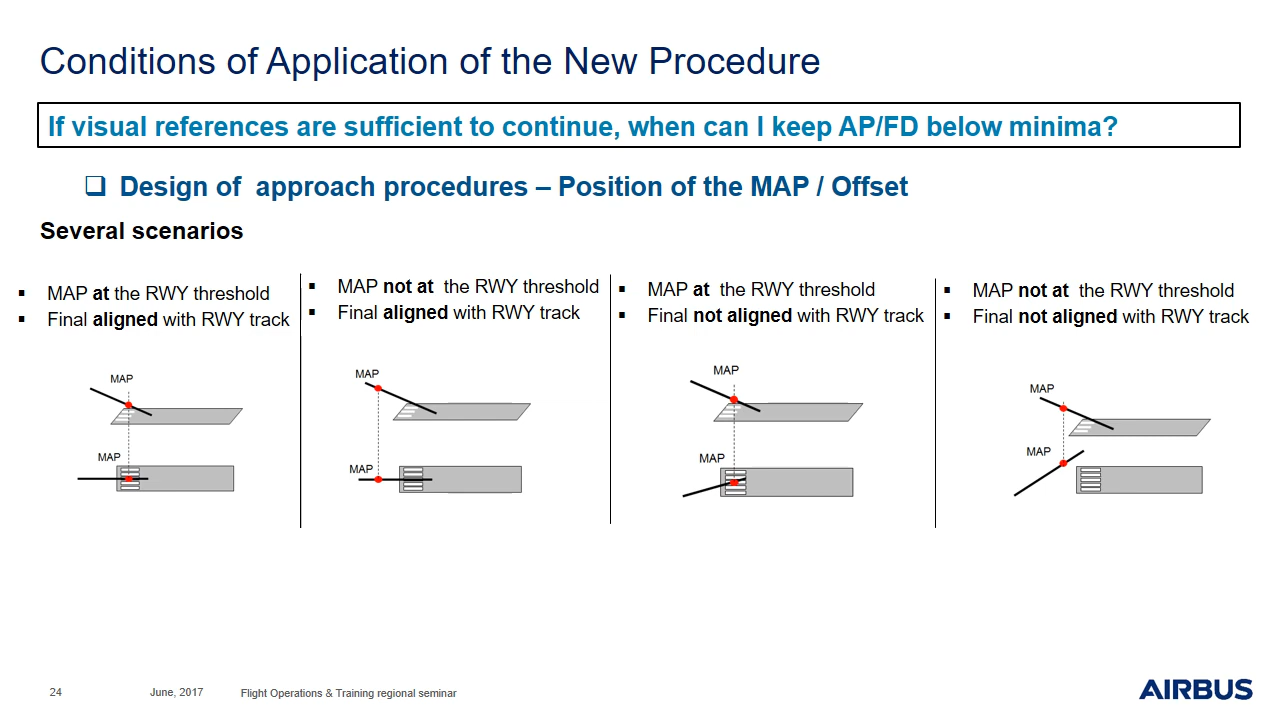 Conditions of Application of the New Procedure
If visual references are sufficient to continue, when can I keep AP/FD below minima?
❑ Design of approach procedures – Position of the MAP / Offset
Several scenarios
▪ MAP at the RWY threshold
▪ Final aligned with RWY track
MAP
MAP
▪ MAP not at the RWY threshold
▪ Final aligned with RWY track
MAP
MAP
▪ MAP at the RWY threshold
▪ Final not aligned with RWY track
MAP
MAP
▪ MAP not at the RWY threshold
▪ Final not aligned with RWY track
MAP
MAP
24 June, 2017 Flight Operations & Training regional seminar
AIRBUS